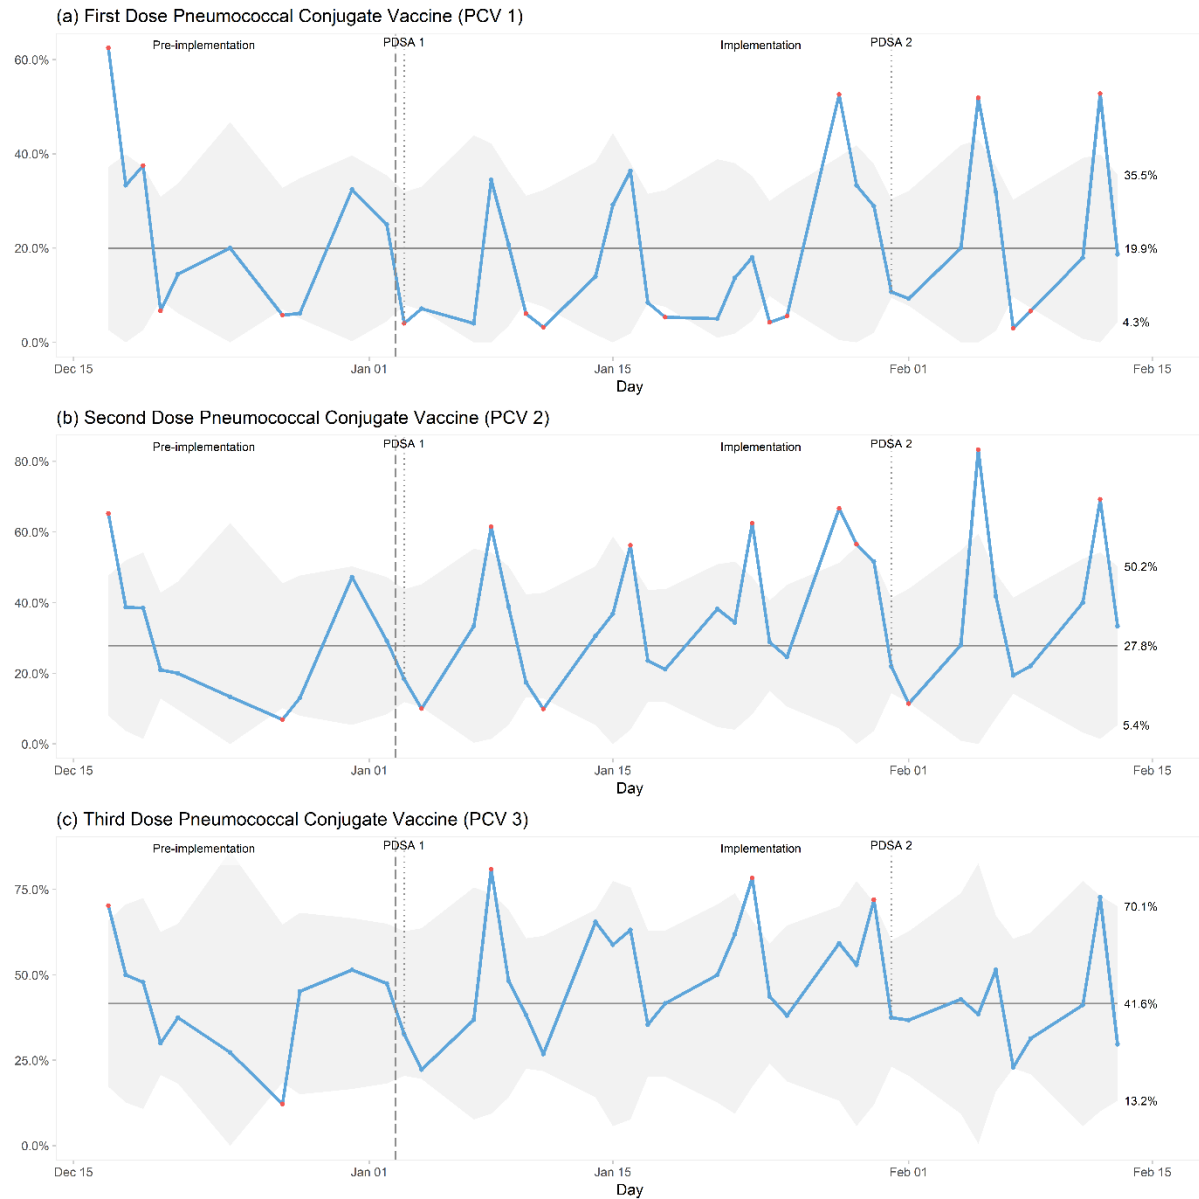 (a) First Dose Pneumococcal Conjugate Vaccine (PCV 1)
Pre-implementation
PDSA 1
Implementation
PDSA 2
60.0%
40.0%
20.0%
0.0%
35.5%
19.9%
4.3%
Dec 15
Jan 01
Jan 15
Feb 01
Feb 15
Day
(b) Second Dose Pneumococcal Conjugate Vaccine (PCV 2)
Pre-implementation
PDSA 1
Implementation
PDSA 2
80.0%
60.0%
40.0%
20.0%
0.0%
50.2%
27.8%
5.4%
Dec 15
Jan 01
Jan 15
Feb 01
Feb 15
Day
(c) Third Dose Pneumococcal Conjugate Vaccine (PCV 3)
Pre-implementation
PDSA 1
Implementation
PDSA 2
75.0%
50.0%
25.0%
0.0%
70.1%
41.6%
13.2%
Dec 15
Jan 01
Jan 15
Feb 01
Feb 15
Day